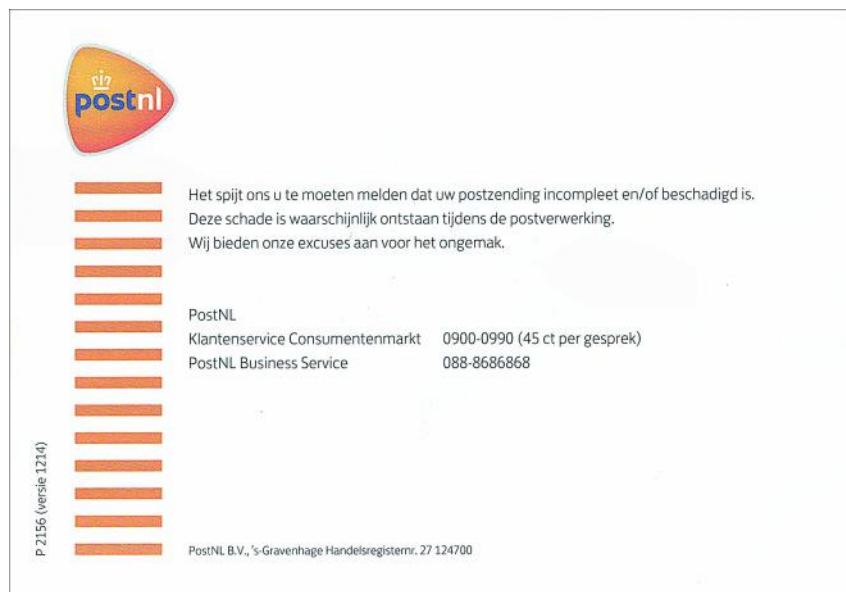 postnl
Het spijt ons u te moeten melden dat uw postzending incompleet en/of beschadigd is.
Deze schade is waarschijnlijk ontstaan tijdens de postverwerking.
Wij bieden onze excuses aan voor het ongemak.
PostNL
Klantenservice Consumentenmarkt 0900-0990 (45 ct per gesprek)
PostNL Business Service 088-8686868
P 2156 (versie 1214)
PostNL B.V., 's-Gravenhage Handelsregisternr. 27 124700